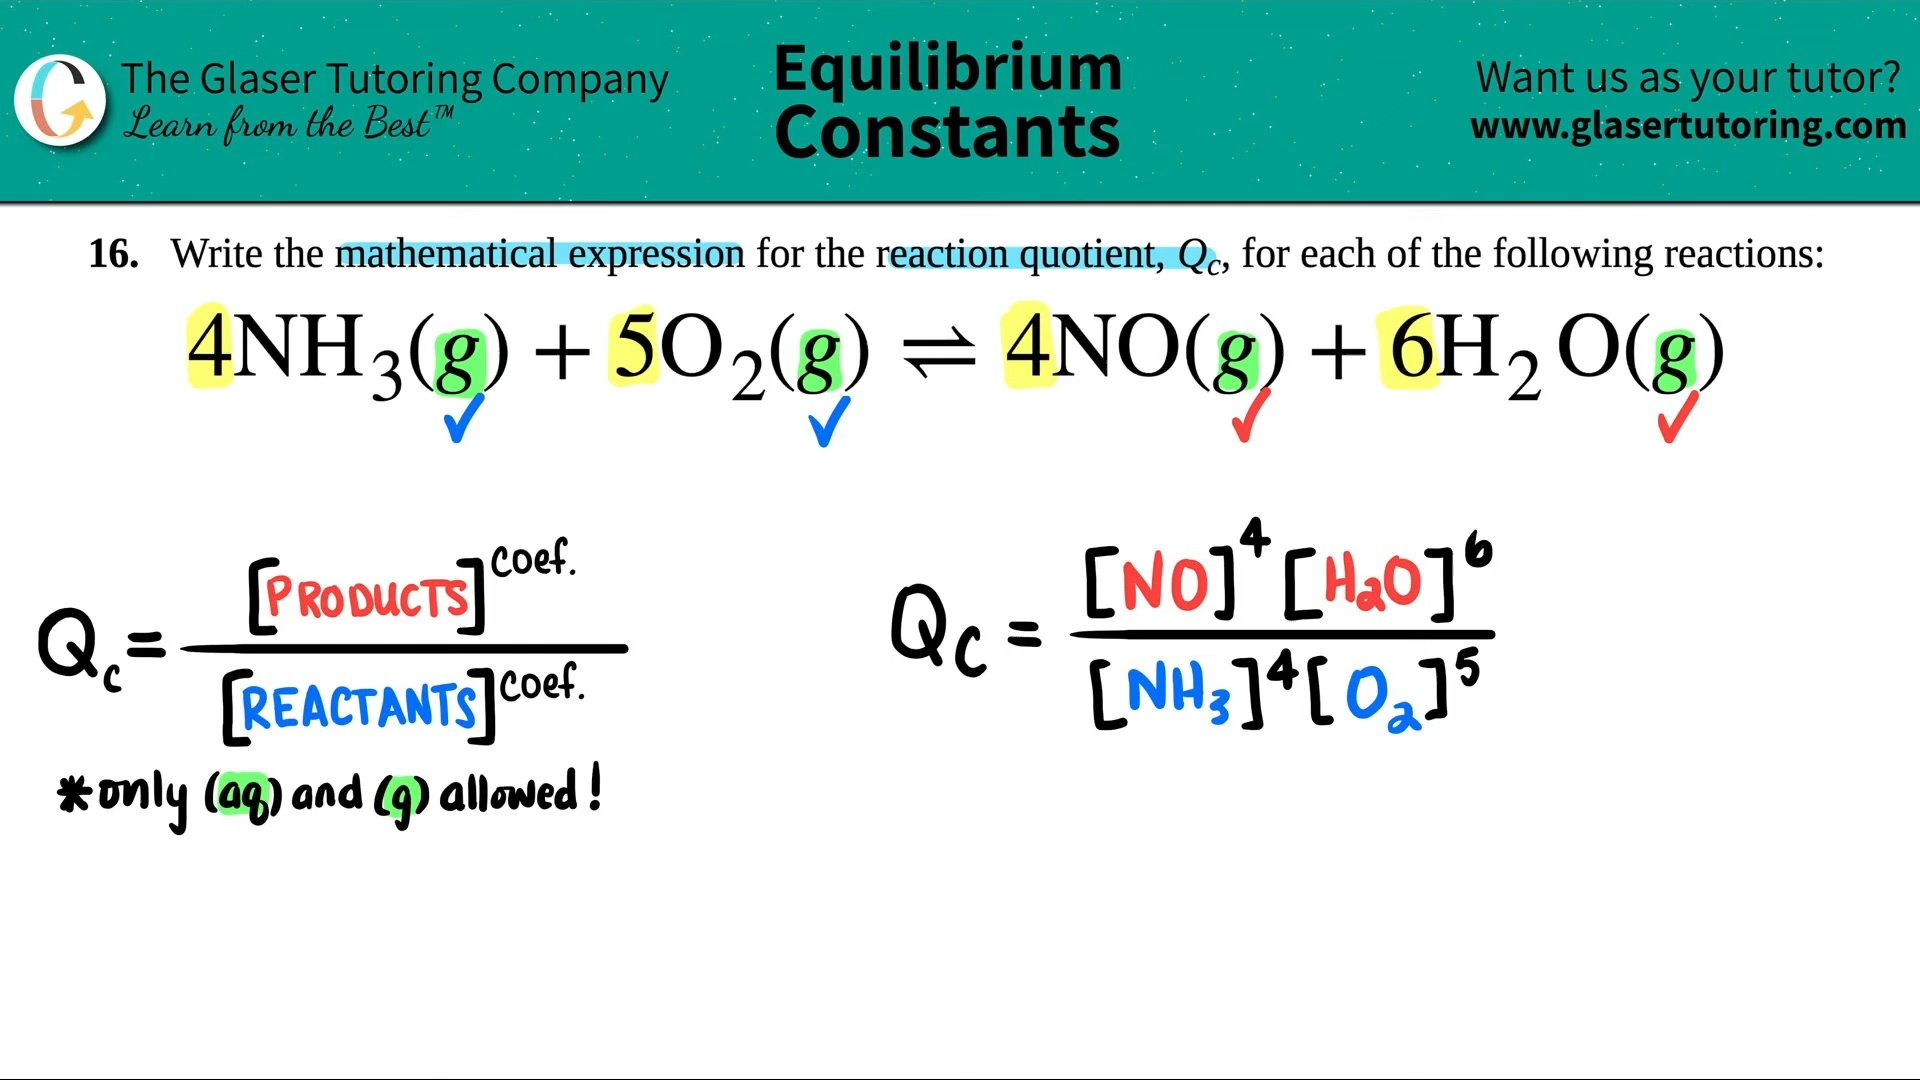 The Glaser Tutoring Company
Learn from the Best™
Equilibrium
Constants
Want us as your tutor?
www.glasertutoring.com
16. Write the mathematical expression for the reaction quotient, Qc, for each of the following reactions:
4NH₃(g) + 5O₂(g) ⇌ 4NO(g) + 6H₂O(g)
Qc = [PRODUCTS]^coef. / [REACTANTS]^coef.
*only (aq) and (g) allowed!
Qc = [NO]⁴ [H₂O]⁶ / [NH₃]⁴ [O₂]⁵